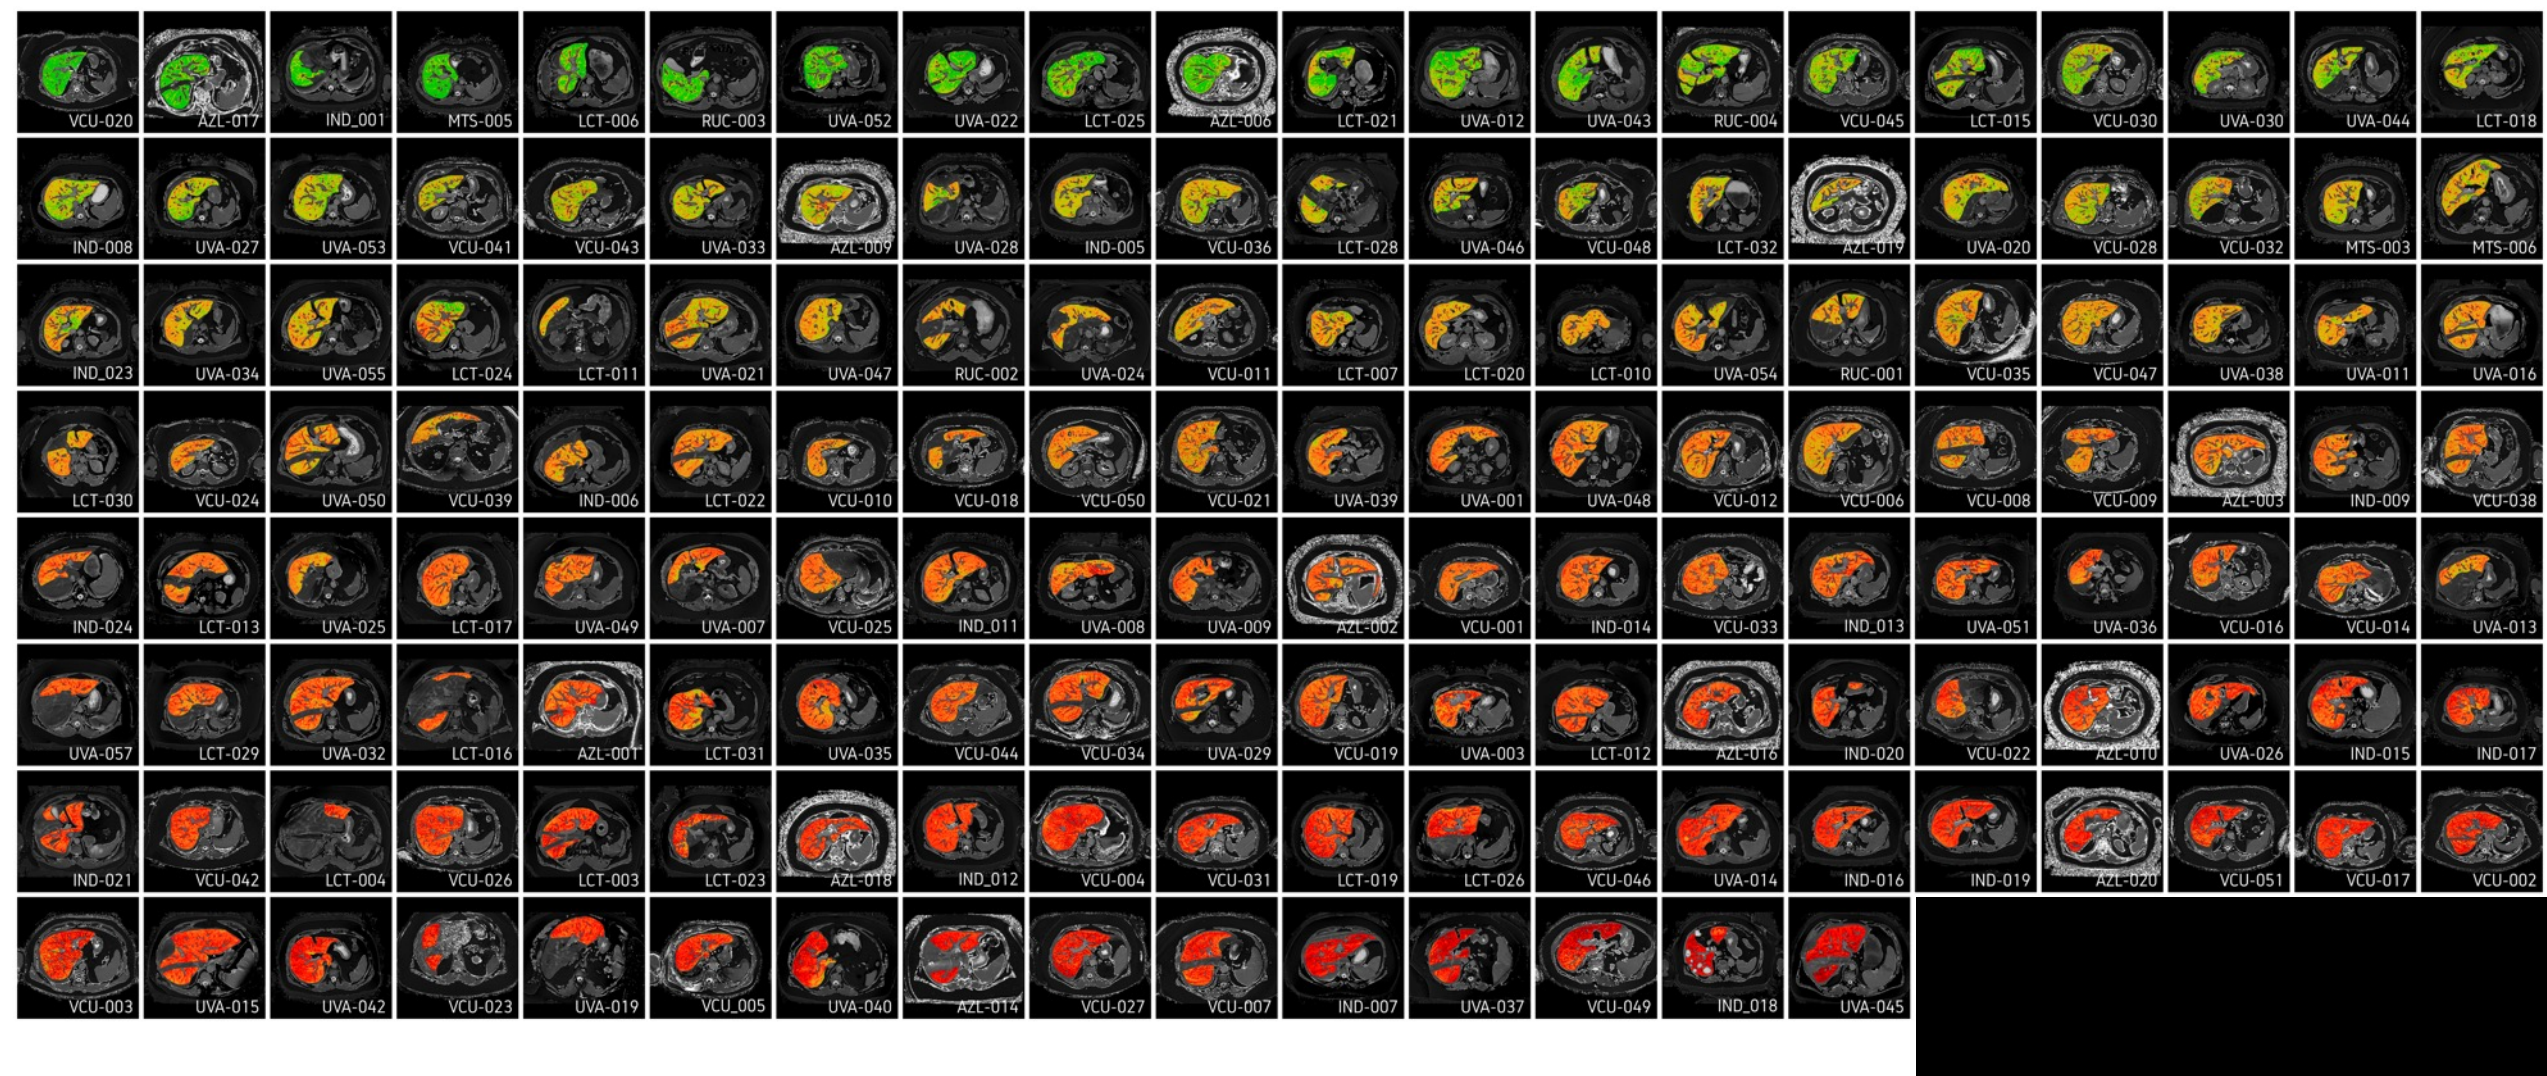 VCU-020 AZL-017 IND_001 MTS-005 LCT-006 RUC-003 UVA-052 UVA-022 LCT-025 AZL-006 LCT-021 UVA-012 UVA-043 RUC-004 VCU-045 LCT-015 VCU-030 UVA-030 UVA-044 LCT-018
IND-008 UVA-027 UVA-053 VCU-041 VCU-043 UVA-033 AZL-009 UVA-028 IND-005 VCU-036 LCT-028 UVA-046 VCU-048 LCT-032 AZL-019 UVA-020 VCU-028 VCU-032 MTS-003 MTS-006
IND_023 UVA-034 UVA-055 LCT-024 LCT-011 UVA-021 UVA-047 RUC-002 UVA-024 VCU-011 LCT-007 LCT-020 LCT-010 UVA-054 RUC-001 VCU-035 VCU-047 UVA-038 UVA-011 UVA-016
LCT-030 VCU-024 UVA-050 VCU-039 IND-006 LCT-022 VCU-010 VCU-018 VCU-050 VCU-021 UVA-039 UVA-001 UVA-048 VCU-012 VCU-006 VCU-008 VCU-009 AZL-003 IND-009 VCU-038
IND-024 LCT-013 UVA-025 LCT-017 UVA-049 UVA-007 VCU-025 IND_011 UVA-008 UVA-009 AZL-002 VCU-001 IND-014 VCU-033 IND_013 UVA-051 UVA-036 VCU-016 VCU-014 UVA-013
UVA-057 LCT-029 UVA-032 LCT-016 AZL-001 LCT-031 UVA-035 VCU-044 VCU-034 UVA-029 VCU-019 UVA-003 LCT-012 AZL-016 IND-020 VCU-022 AZL-010 UVA-026 IND-015 IND-017
IND-021 VCU-042 LCT-004 VCU-026 LCT-003 LCT-023 AZL-018 IND_012 VCU-004 VCU-031 LCT-019 LCT-026 VCU-046 UVA-014 IND-016 IND-019 AZL-020 VCU-051 VCU-017 VCU-002
VCU-003 UVA-015 UVA-042 VCU-023 UVA-019 VCU_005 UVA-040 AZL-014 VCU-027 VCU-007 IND-007 UVA-037 VCU-049 IND_018 UVA-045